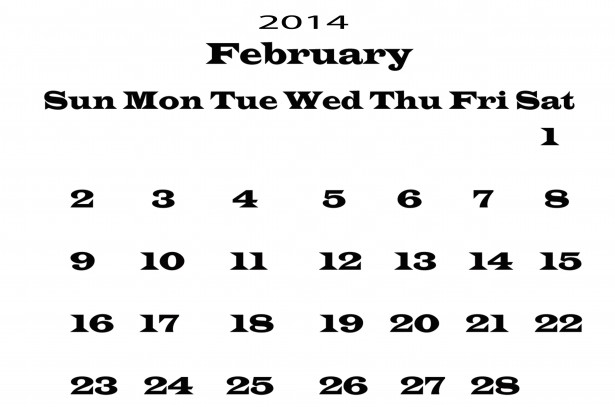 2014
February
Sun Mon Tue Wed Thu Fri Sat
1
2 3 4 5 6 7 8
9 10 11 12 13 14 15
16 17 18 19 20 21 22
23 24 25 26 27 28